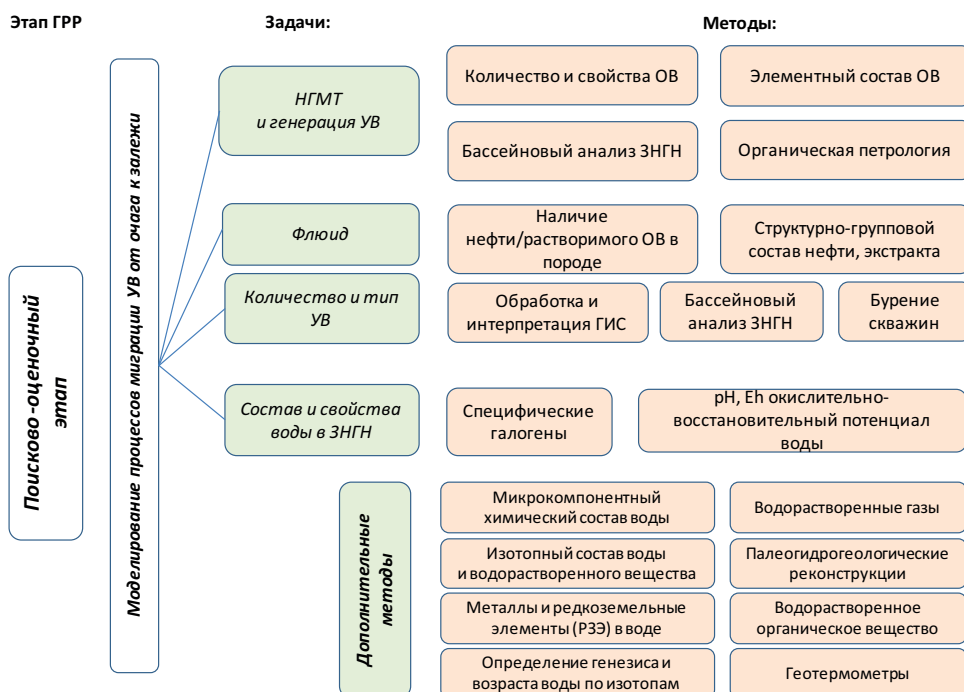 Этап ГРР
Задачи:
Методы:
Поисково -оценочный
этап
Моделирование процессов миграции УВ от очага к залежи
НГМТ
и генерация УВ
Количество и свойства ОВ
Элементный состав ОВ
Бассейновый анализ ЗНГН
Органическая петрология
Флюид
Наличие
нефти/растворимого ОВ в
породе
Структурно-групповой
состав нефти, экстракта
Количество и тип
УВ
Обработка и
интерпретация ГИС
Бассейновый
анализ ЗНГН
Бурение
скважин
Состав и свойства
воды в ЗНГН
Специфические
галогены
pH, Eh окислительно-
восстановительный потенциал
воды
Дополнительные
методы
Микрокомпонентный
химический состав воды
Водорастворенные газы
Изотопный состав воды
и водорастворенного вещества
Палеогидрогеологические
реконструкции
Металлы и редкоземельные
элементы (РЗЭ) в воде
Водорастворенное
органическое вещество
Определение генезиса и
возраста воды по изотопам
Геотермометры